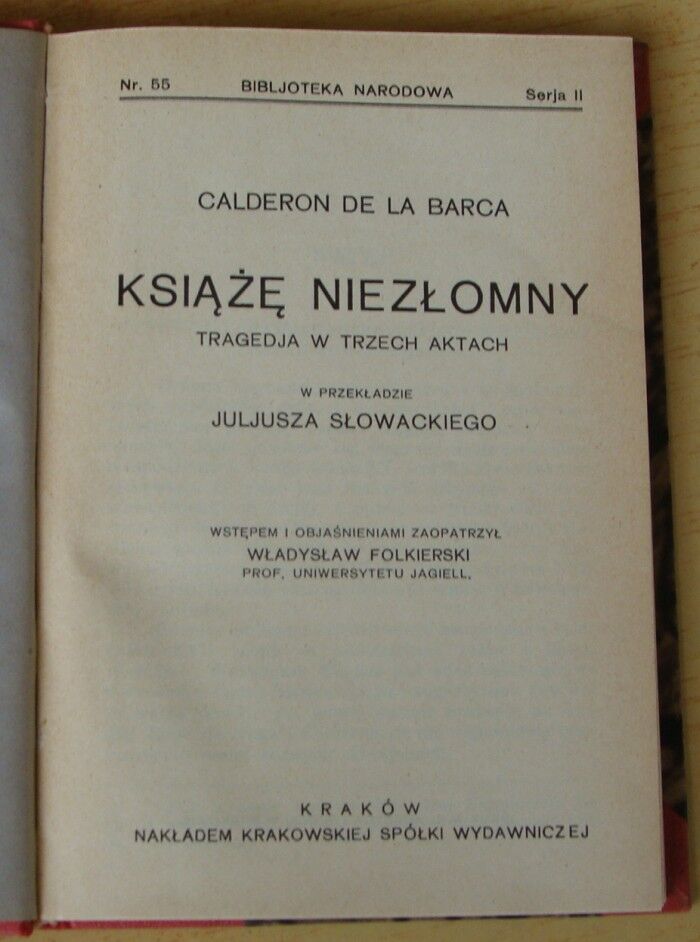 Nr. 55 BIBLJOTEKA NARODOWA Serja II
CALDERON DE LA BARCA
KSIĄŻĘ NIEZŁOMNY
TRAGEDJA W TRZECH AKTACH
W PRZEKŁADZIE
JULJUSZA SŁOWACKIEGO
WSTĘPEM I OBJAŚNIENIAMI ZAOPATRZYŁ
WŁADYSŁAW FOLKIERSKI
PROF. UNIWERSYTETU JAGIELL.
KRAKÓW
NAKŁADEM KRAKOWSKIEJ SPÓŁKI WYDAWNICZEJ